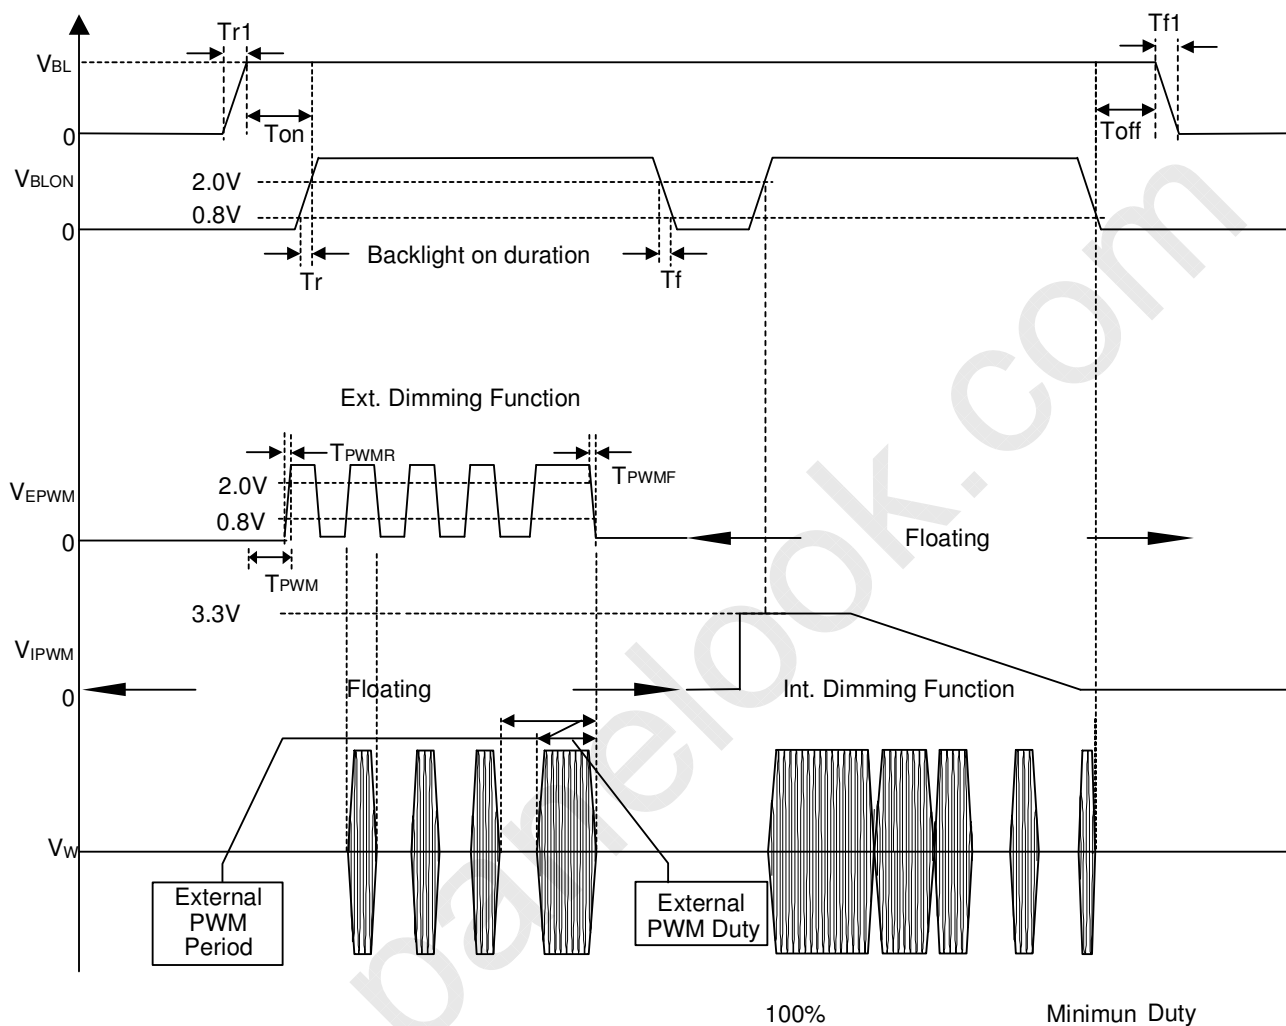 Tr1
Tf1
VBL
Ton
Toff
0
VBLON
2.0V
0.8V
0
Backlight on duration
Tr
Tf
Ext. Dimming Function
TPWMR
TPWMF
2.0V
VEPWM
0.8V
0
Floating
TPWM
3.3V
VIPWM
0
Floating
Int. Dimming Function
VW
External
PWM
Period
External
PWM Duty
100%
Minimun Duty
panelook.com